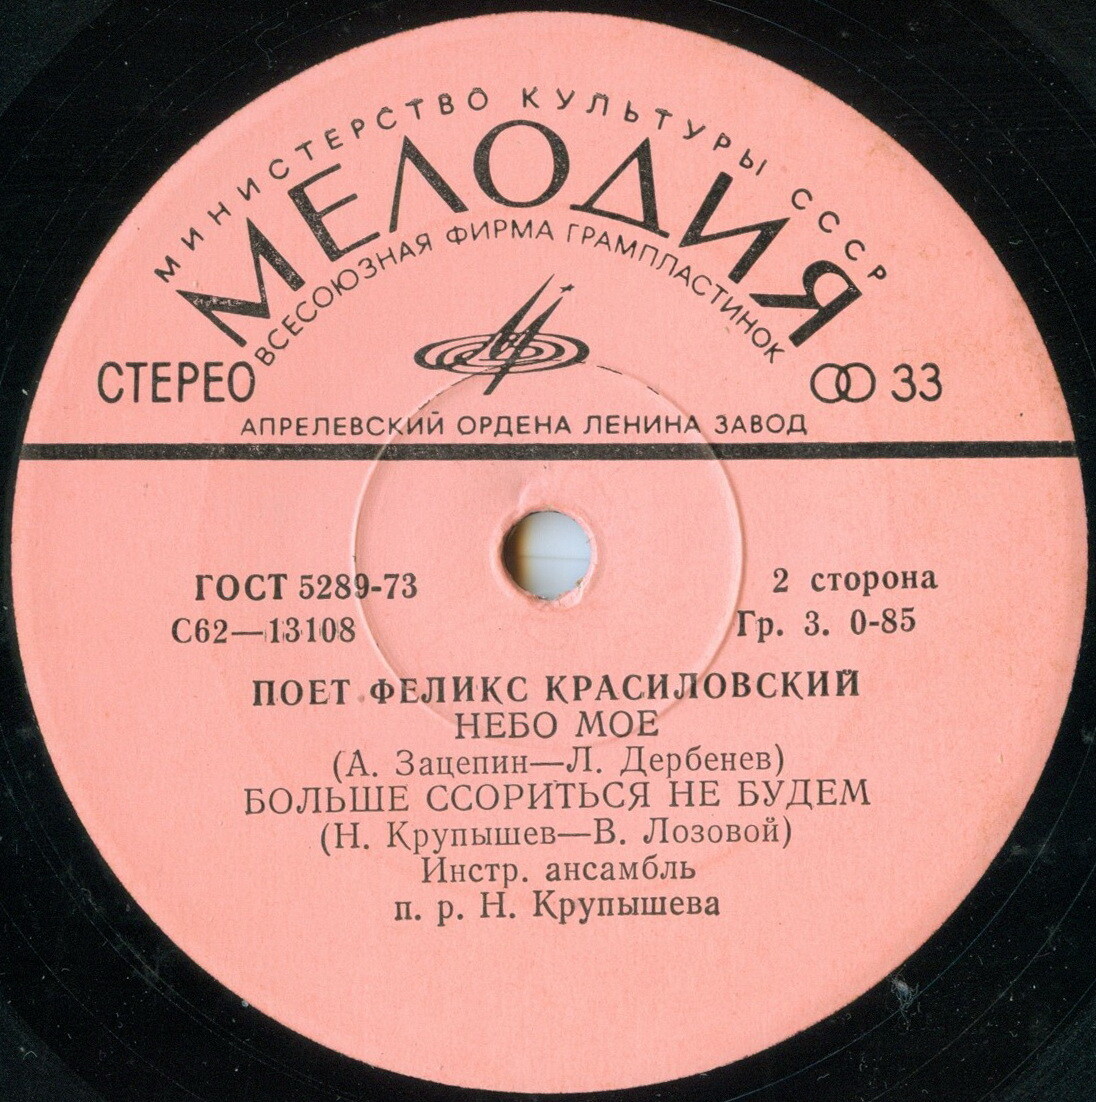 МИНИСТЕРСТВО КУЛЬТУРЫ СССР
МЕЛОДИЯ
ВСЕСОЮЗНАЯ ФИРМА ГРАМПЛАСТИНОК
СТЕРЕО
33
АПРЕЛЕВСКИЙ ОРДЕНА ЛЕНИНА ЗАВОД
ГОСТ 5289-73
2 сторона
С62—13108
Гр. 3. 0-85
ПОЕТ ФЕЛИКС КРАСИЛОВСКИЙ
НЕБО МОЕ
(А. Зацепин—Л. Дербенев)
БОЛЬШЕ ССОРИТЬСЯ НЕ БУДЕМ
(Н. Крупышев—В. Лозовой)
Инстр. ансамбль
п. р. Н. Крупышева